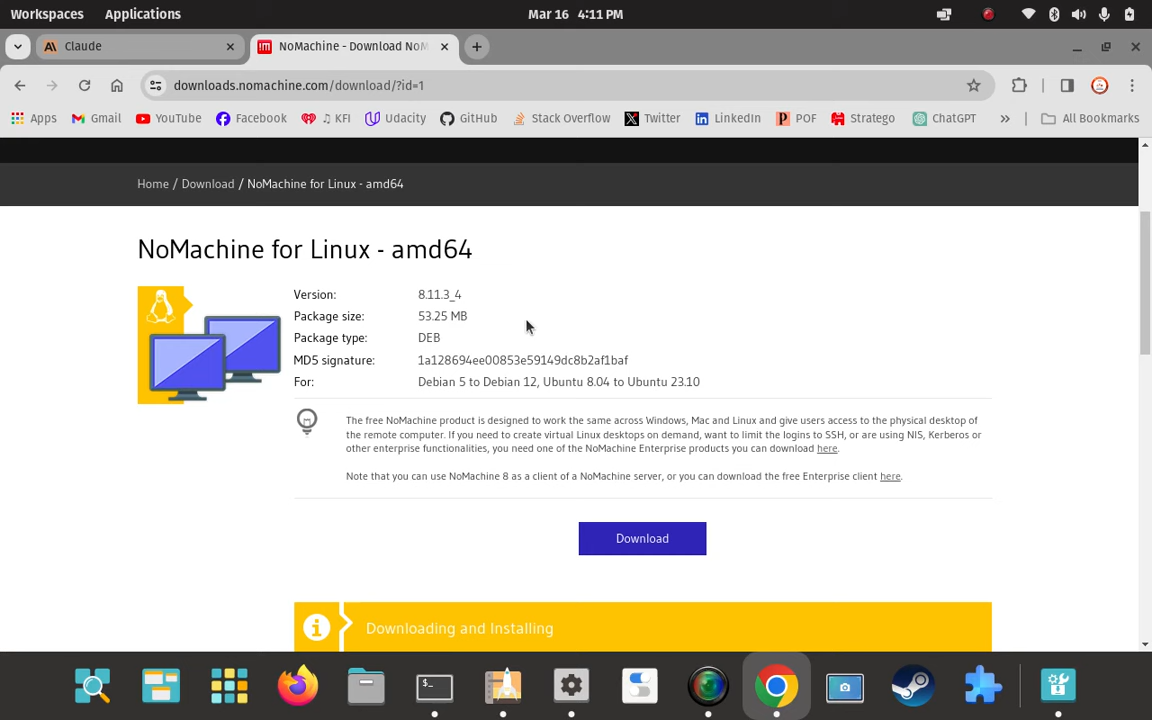 Workspaces Applications Mar 16 4:11 PM
Claude NoMachine - Download NoM
downloads.nomachine.com/download/?id=1
Apps Gmail YouTube Facebook ♫ KFI Udacity GitHub Stack Overflow Twitter LinkedIn POF Stratego ChatGPT » All Bookmarks
Home / Download / NoMachine for Linux - amd64
NoMachine for Linux - amd64
Version: 8.11.3_4
Package size: 53.25 MB
Package type: DEB
MD5 signature: 1a128694ee00853e59149dc8b2af1baf
For: Debian 5 to Debian 12, Ubuntu 8.04 to Ubuntu 23.10
The free NoMachine product is designed to work the same across Windows, Mac and Linux and give users access to the physical desktop of
the remote computer. If you need to create virtual Linux desktops on demand, want to limit the logins to SSH, or are using NIS, Kerberos or
other enterprise functionalities, you need one of the NoMachine Enterprise products you can download here.
Note that you can use NoMachine 8 as a client of a NoMachine server, or you can download the free Enterprise client here.
Download
Downloading and Installing